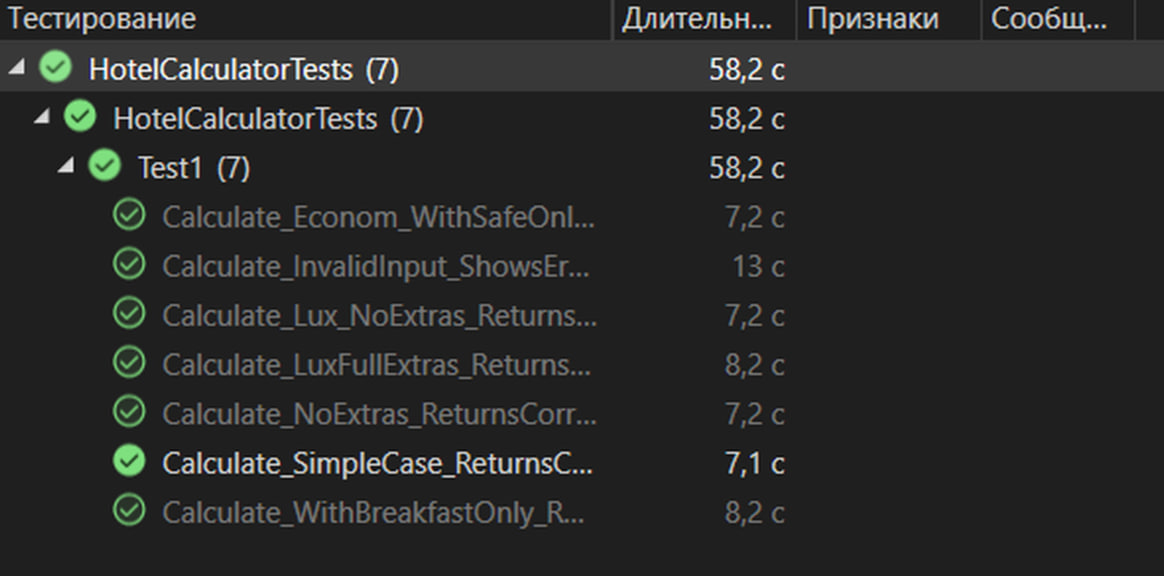 Тестирование Длительн... Признаки Сообщ...
HotelCalculatorTests (7) 58,2 с
HotelCalculatorTests (7) 58,2 с
Test1 (7) 58,2 с
Calculate_Econom_WithSafeOnl... 7,2 с
Calculate_InvalidInput_ShowsEr... 13 с
Calculate_Lux_NoExtras_Returns... 7,2 с
Calculate_LuxFullExtras_Returns... 8,2 с
Calculate_NoExtras_ReturnsCorr... 7,2 с
Calculate_SimpleCase_ReturnsC... 7,1 с
Calculate_WithBreakfastOnly_R... 8,2 с